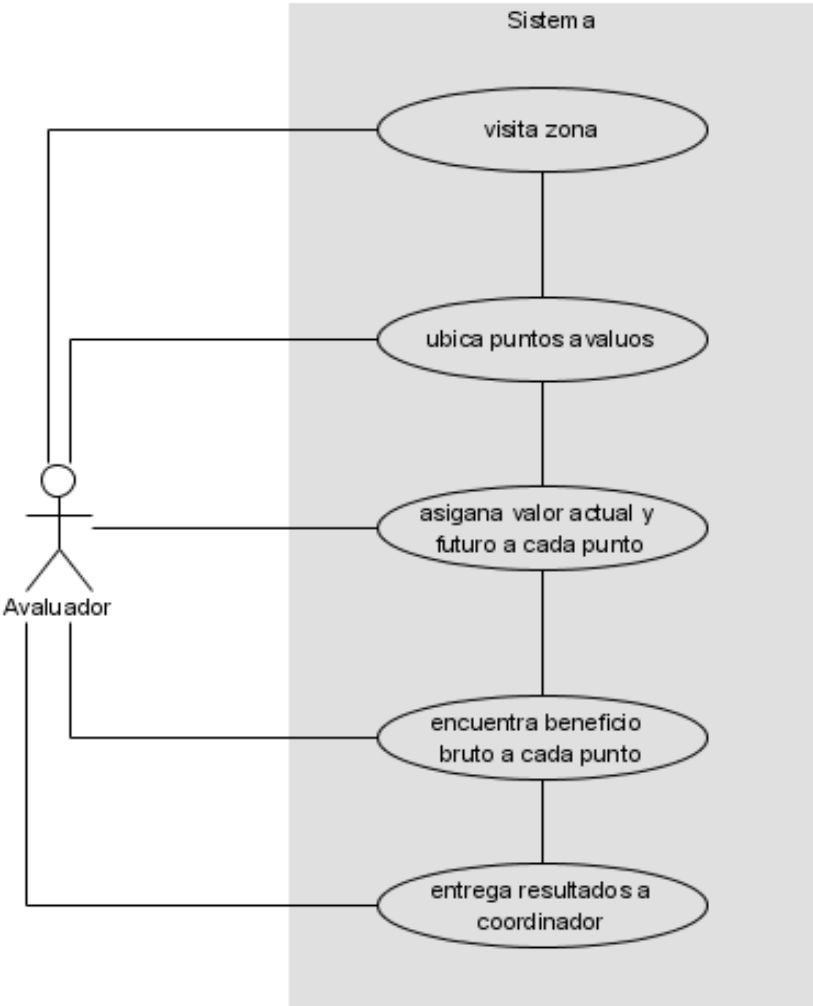 Sistema
visita zona
ubica puntos avaluos
asigana valor actual y
futuro a cada punto
Avaluador
encuentra beneficio
bruto a cada punto
entrega resultados a
coordinador